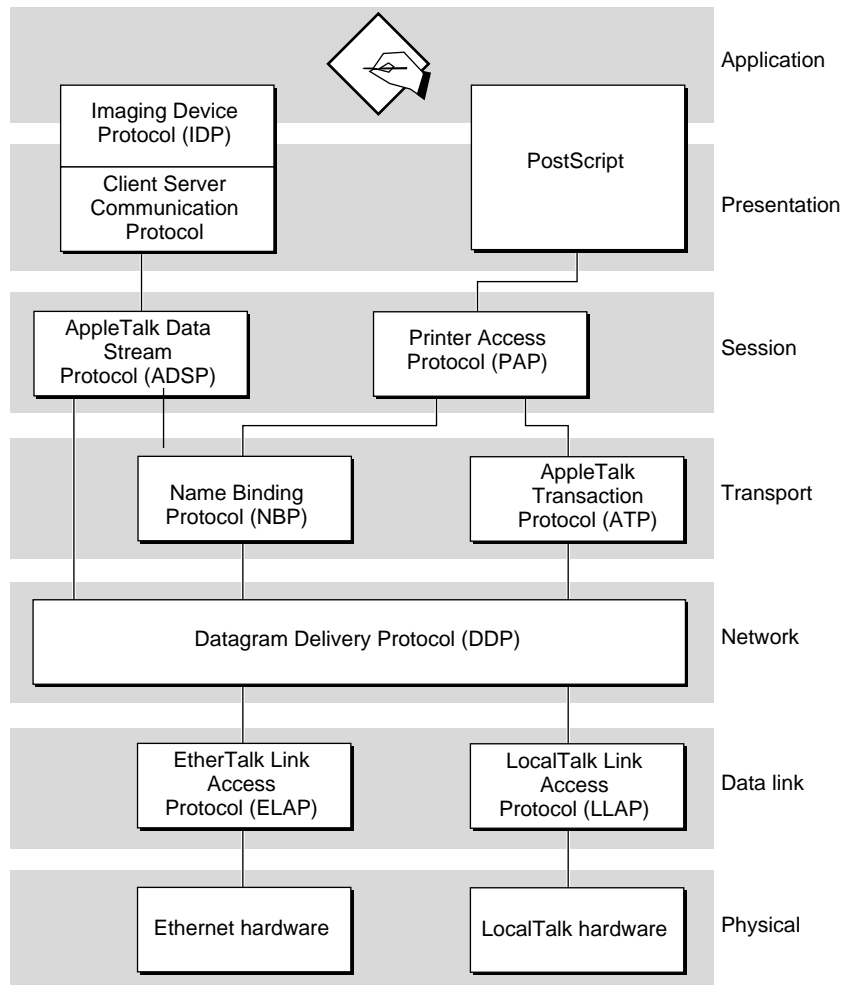 Application
Imaging Device
Protocol (IDP)
PostScript
Client Server
Communication
Protocol
Presentation
AppleTalk Data
Stream
Protocol (ADSP)
Printer Access
Protocol (PAP)
Session
Name Binding
Protocol (NBP)
AppleTalk
Transaction
Protocol (ATP)
Transport
Datagram Delivery Protocol (DDP)
Network
EtherTalk Link
Access
Protocol (ELAP)
LocalTalk Link
Access
Protocol (LLAP)
Data link
Ethernet hardware
LocalTalk hardware
Physical